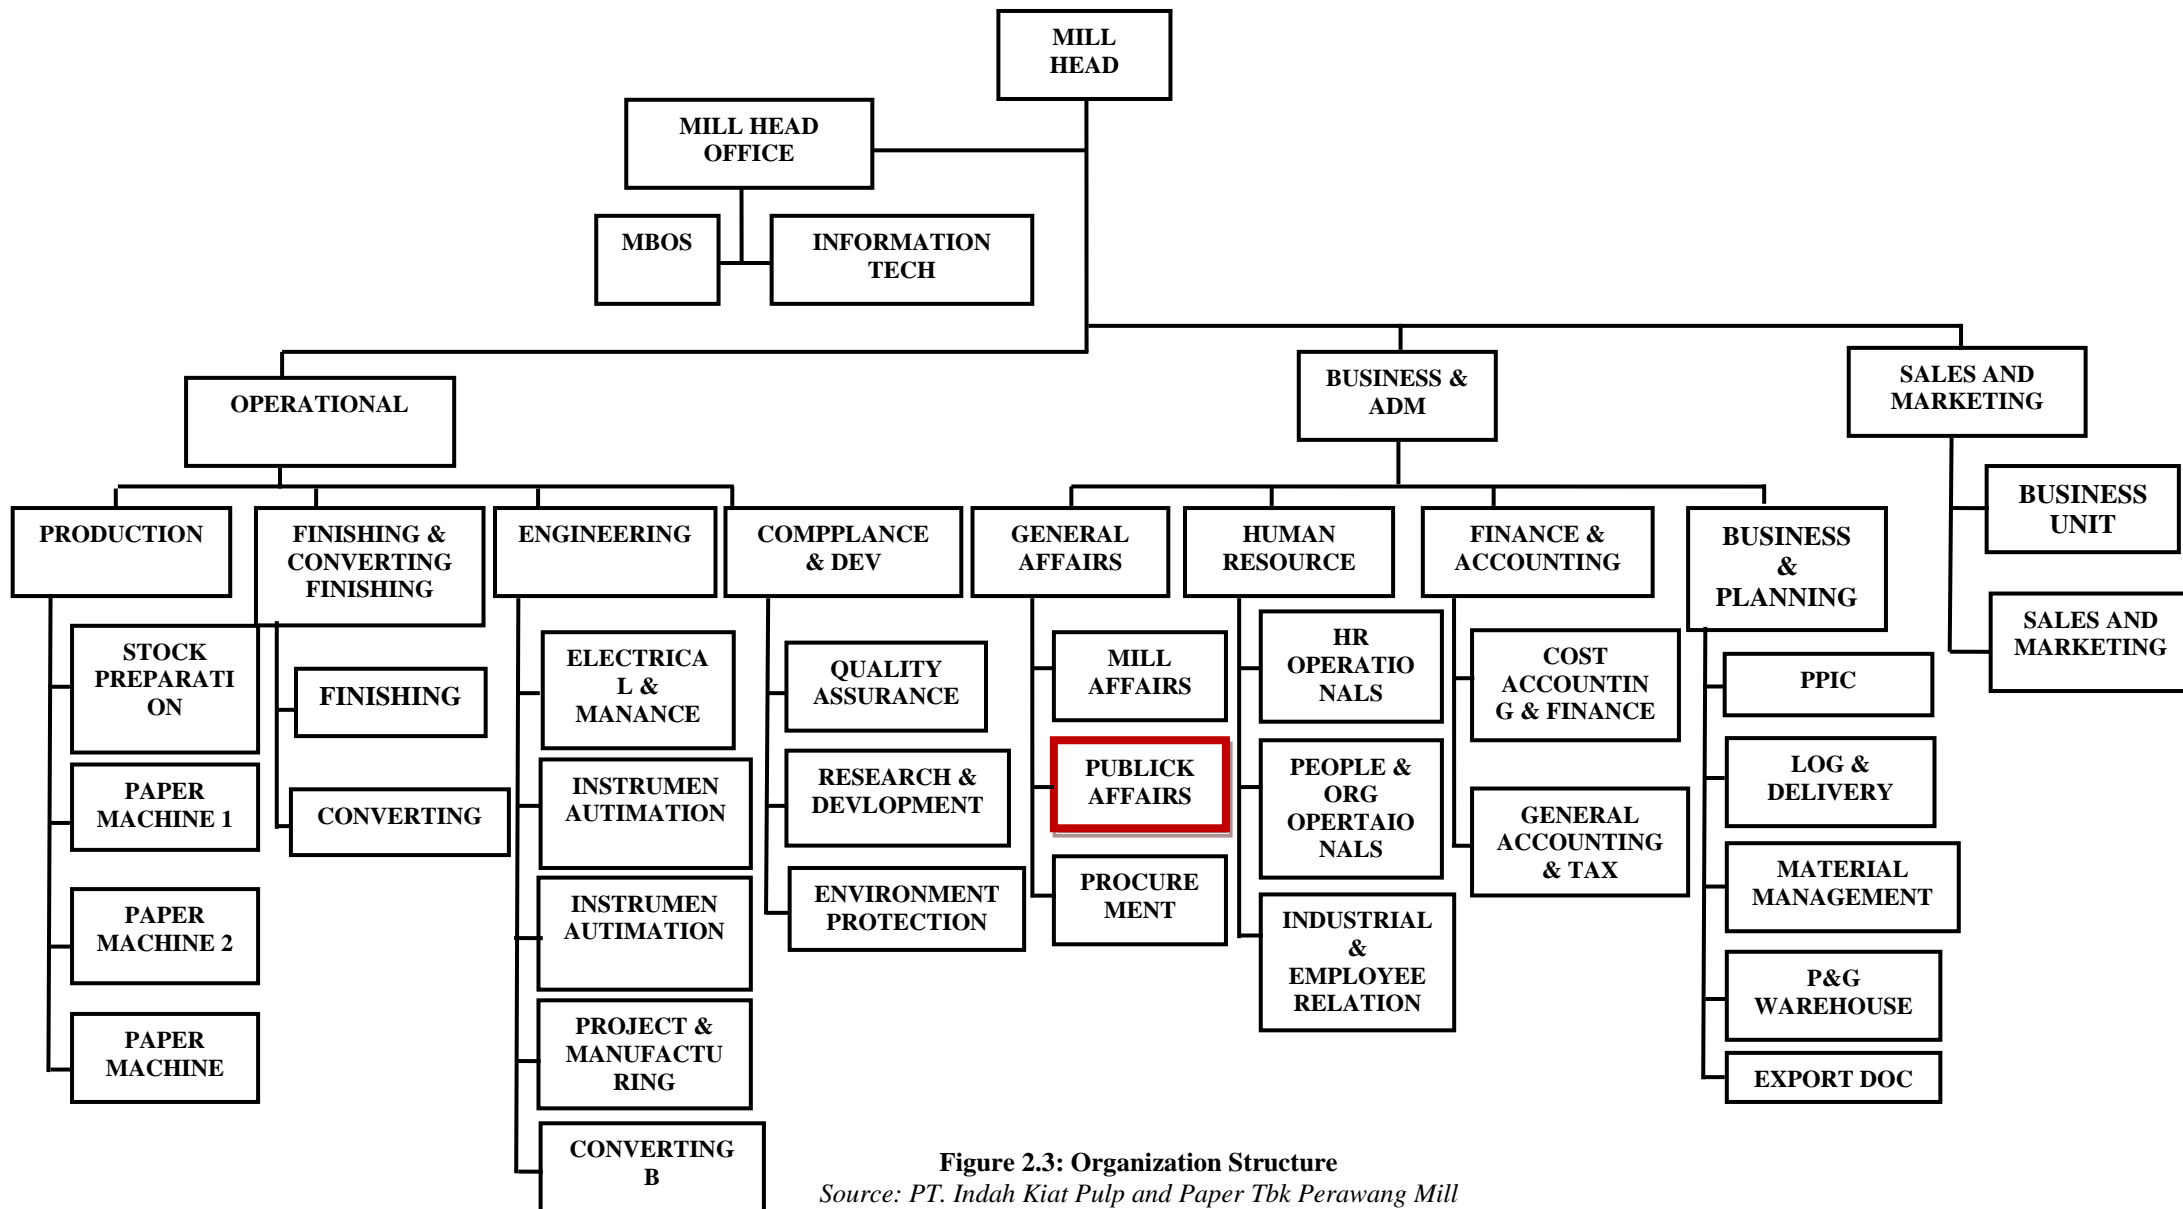 MILL
HEAD
MILL HEAD
OFFICE
MBOS
INFORMATION
TECH
OPERATIONAL
BUSINESS &
ADM
SALES AND
MARKETING
PRODUCTION
FINISHING &
CONVERTING
FINISHING
ENGINEERING
COMPPLANCE
& DEV
GENERAL
AFFAIRS
HUMAN
RESOURCE
FINANCE &
ACCOUNTING
BUSINESS
&
PLANNING
BUSINESS
UNIT
SALES AND
MARKETING
STOCK
PREPARATI
ON
PAPER
MACHINE 1
PAPER
MACHINE 2
PAPER
MACHINE
FINISHING
CONVERTING
ELECTRICA
L &
MANANCE
INSTRUMEN
AUTIMATION
INSTRUMEN
AUTIMATION
PROJECT &
MANUFACTU
RING
CONVERTING
B
QUALITY
ASSURANCE
RESEARCH &
DEVLOPMENT
ENVIRONMENT
PROTECTION
MILL
AFFAIRS
PUBLICK
AFFAIRS
PROCURE
MENT
HR
OPERATIO
NALS
PEOPLE &
ORG
OPERTAIO
NALS
INDUSTRIAL
&
EMPLOYEE
RELATION
COST
ACCOUNTIN
G & FINANCE
GENERAL
ACCOUNTING
& TAX
PPIC
LOG &
DELIVERY
MATERIAL
MANAGEMENT
P&G
WAREHOUSE
EXPORT DOC
Figure 2.3: Organization Structure
Source: PT. Indah Kiat Pulp and Paper Tbk Perawang Mill